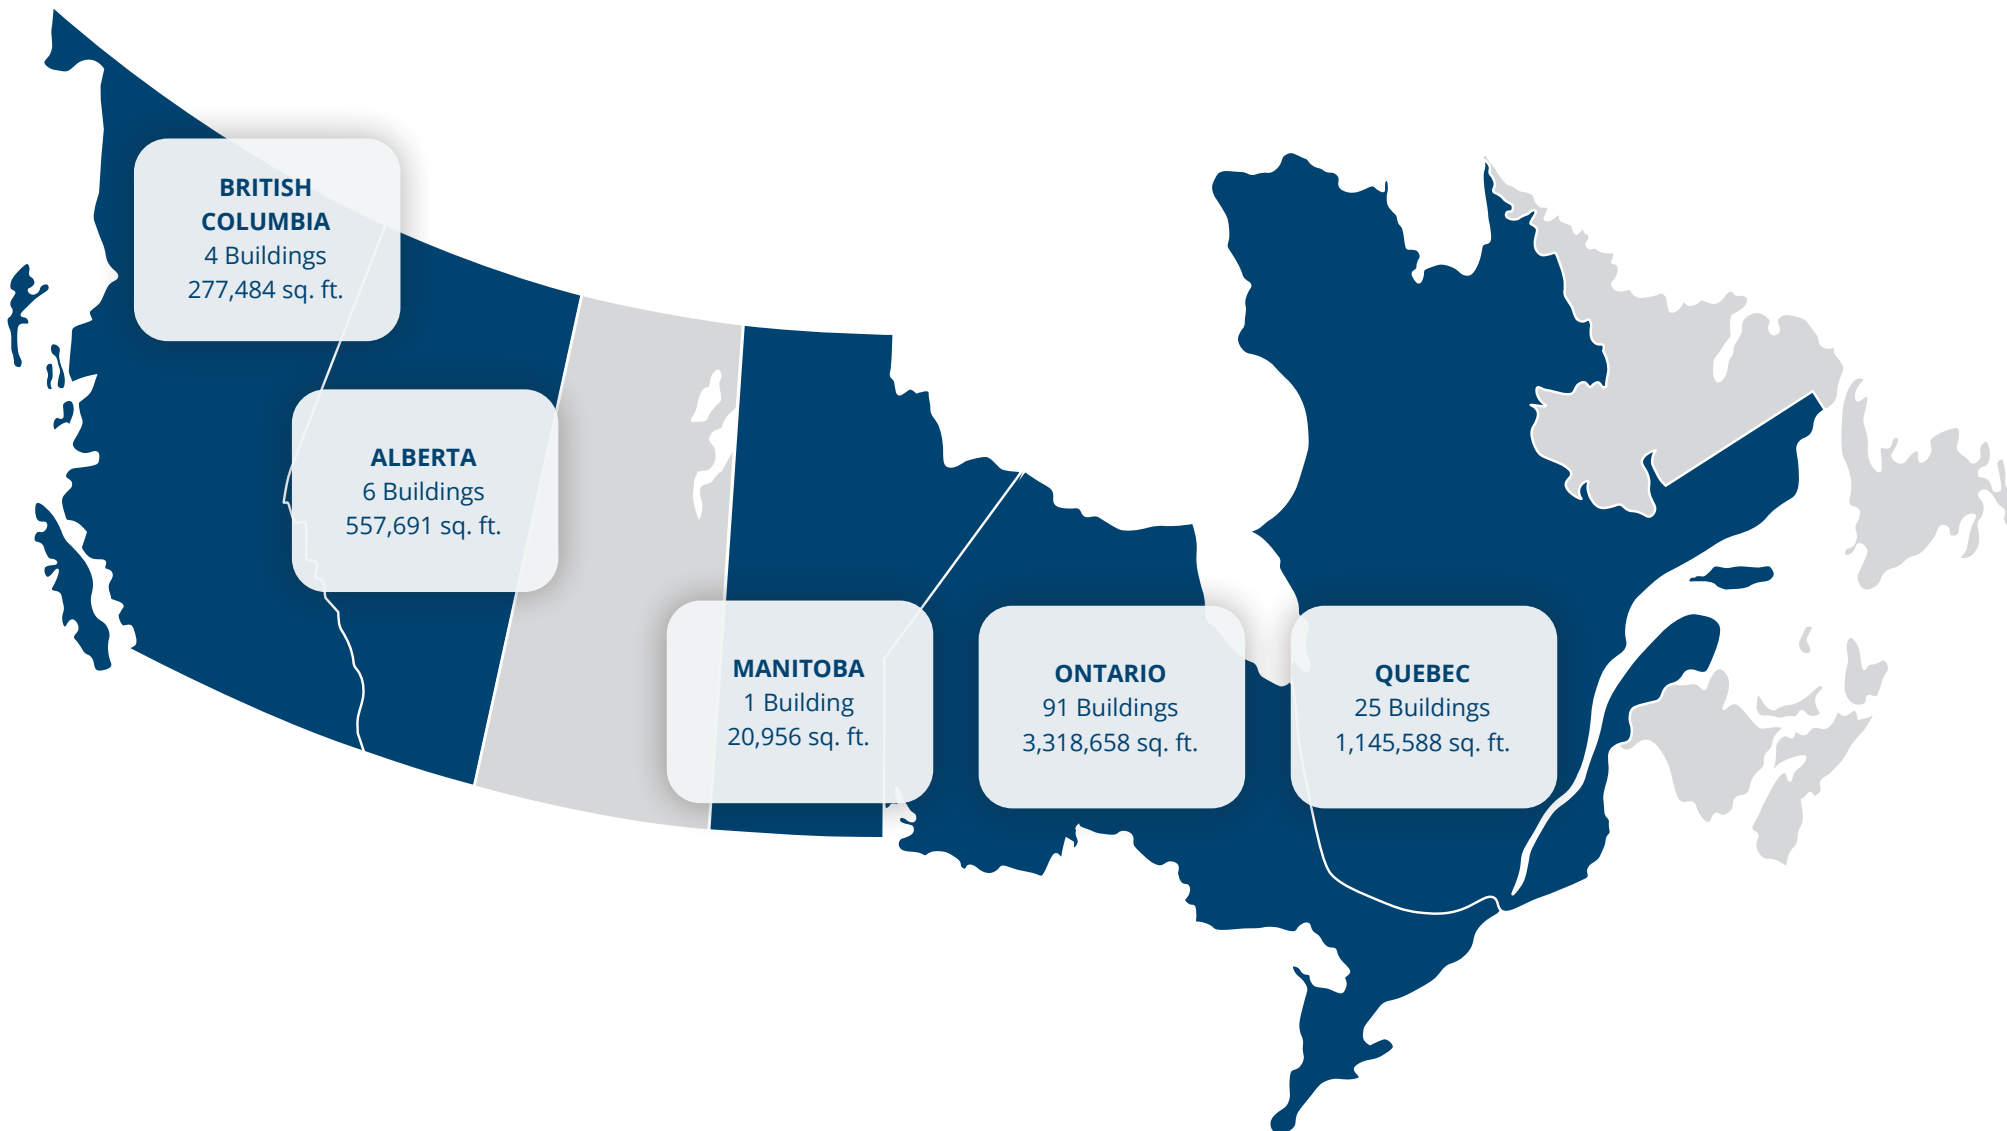 BRITISH
COLUMBIA
4 Buildings
277,484 sq. ft.
ALBERTA
6 Buildings
557,691 sq. ft.
MANITOBA
1 Building
20,956 sq. ft.
ONTARIO
91 Buildings
3,318,658 sq. ft.
QUEBEC
25 Buildings
1,145,588 sq. ft.